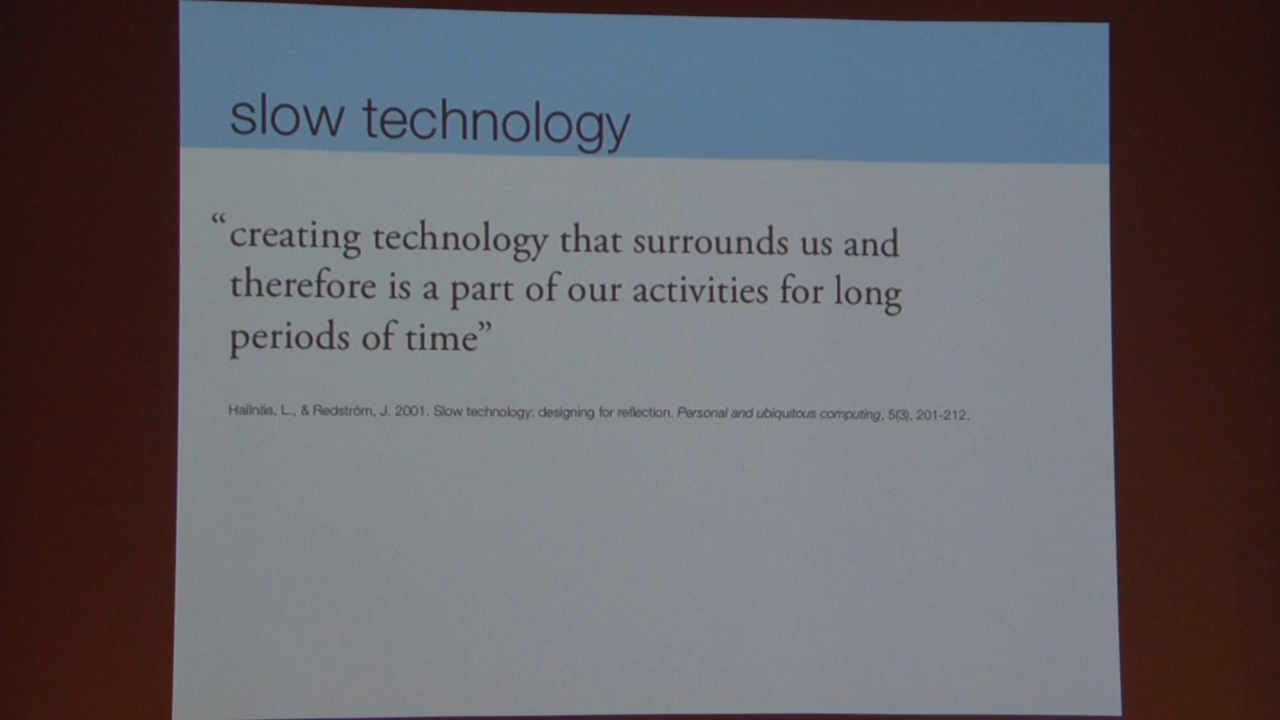 slow technology
“creating technology that surrounds us and
therefore is a part of our activities for long
periods of time”
Hallnäs, L., & Redström, J. 2001. Slow technology: designing for reflection. Personal and ubiquitous computing, 5(3), 201-212.